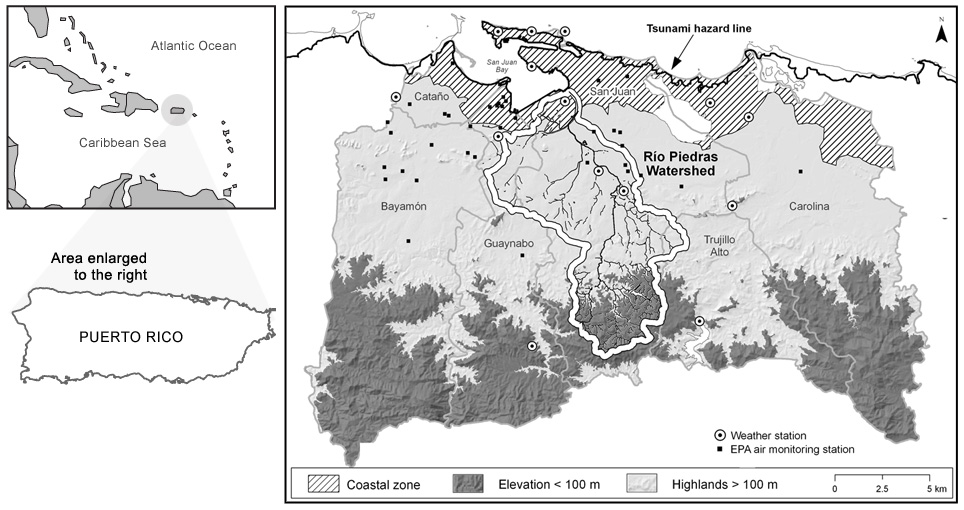 Atlantic Ocean
Caribbean Sea
Area enlarged
to the right
PUERTO RICO
N
Tsunami hazard line
San Juan
Bay
San Juan
Cataño
Río Piedras
Watershed
Bayamón
Carolina
Guaynabo
Trujillo
Alto
Weather station
EPA air monitoring station
Coastal zone
Elevation < 100 m
Highlands > 100 m
0 2.5 5 km